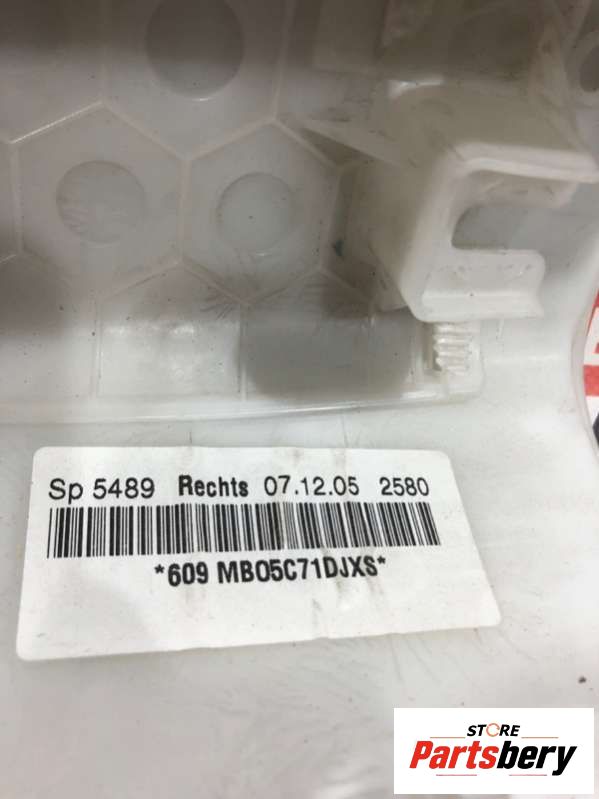 Sp 5489 Rechts 07.12.05 2580
*609 MB05C71DJXS*
STORE
Partsbery